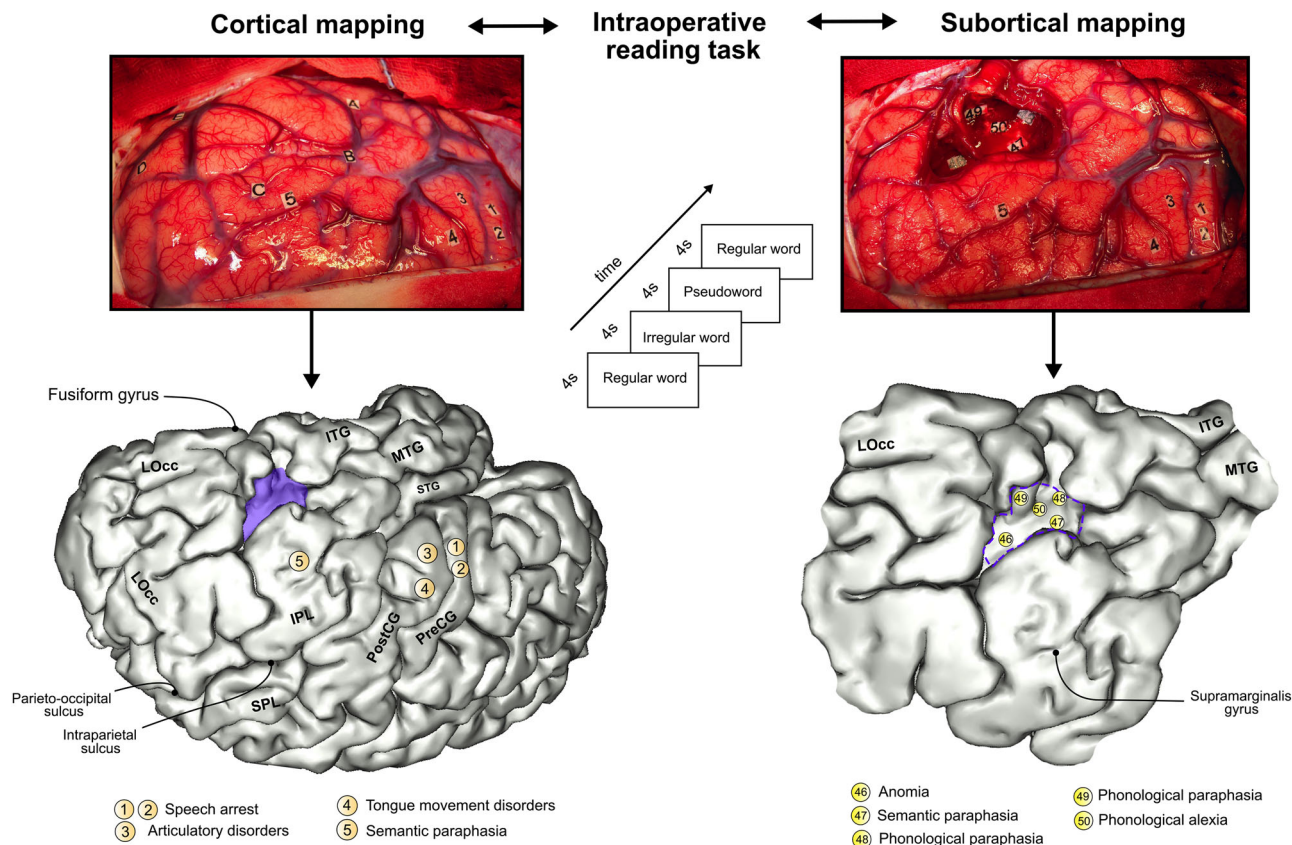 Cortical mapping
Intraoperative
reading task
Subortical mapping
A
B
C
D
5
3
1
4
2
49
50
47
5
3
1
4
2
time
4s
Regular word
4s
Pseudoword
4s
Irregular word
4s
Regular word
Fusiform gyrus
LOcc
ITG
MTG
STG
LOcc
5
3
1
2
4
IPL
PostCG
PreCG
SPL
Parieto-occipital
sulcus
Intraparietal
sulcus
LOcc
ITG
MTG
49
48
50
47
46
Supramarginalis
gyrus
1 2 Speech arrest
3 Articulatory disorders
4 Tongue movement disorders
5 Semantic paraphasia
46 Anomia
47 Semantic paraphasia
48 Phonological paraphasia
49 Phonological paraphasia
50 Phonological alexia